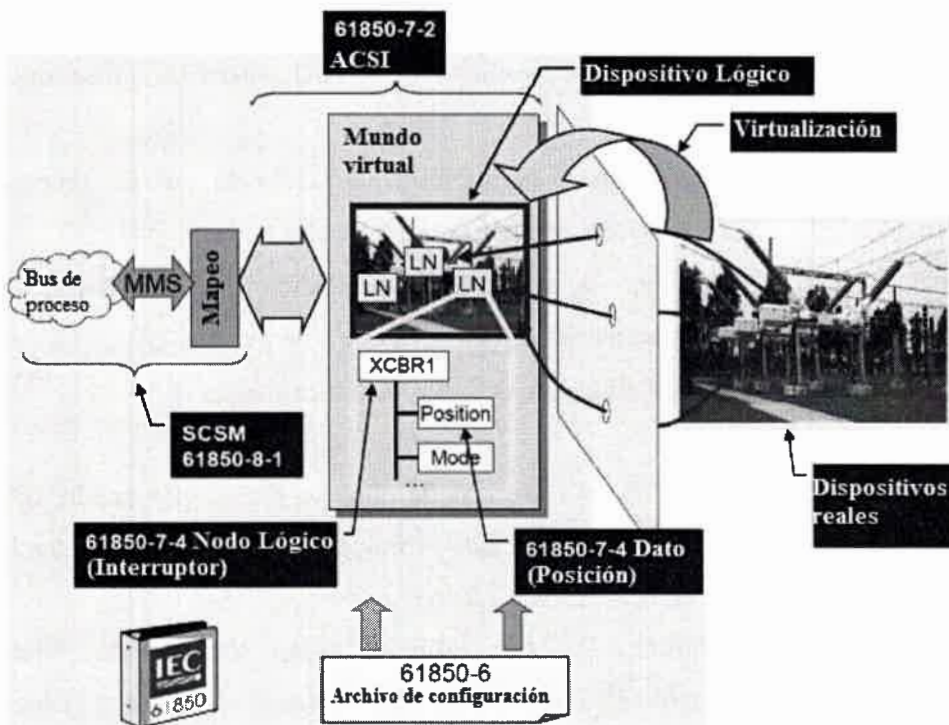 61850-7-2
ACSI
Dispositivo Lógico
Virtualización
Mundo
virtual
LN
LN
LN
Bus de
proceso
MMS
Mapeo
XCBR1
Position
Mode
...
SCSM
61850-8-1
Dispositivos
reales
61850-7-4 Nodo Lógico
(Interruptor)
61850-7-4 Dato
(Posición)
IEC
61850
61850-6
Archivo de configuración